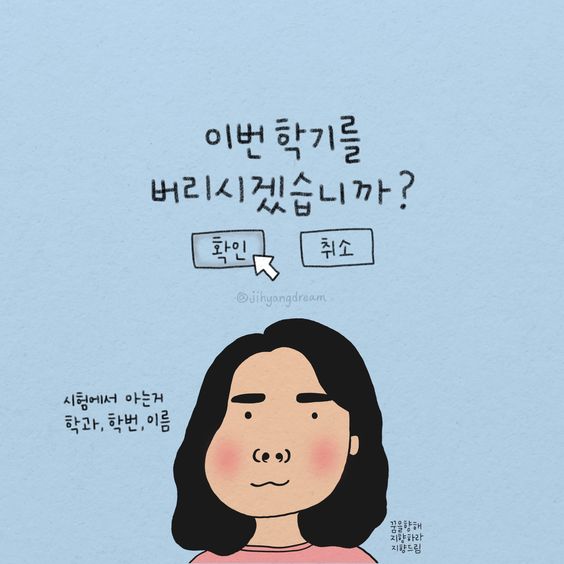 이번 학기를
버리시겠습니까?
확인 취소
@jihyangdream
시험에서 아는거
학과, 학번, 이름
꿈을향해
지향하라
지향드림